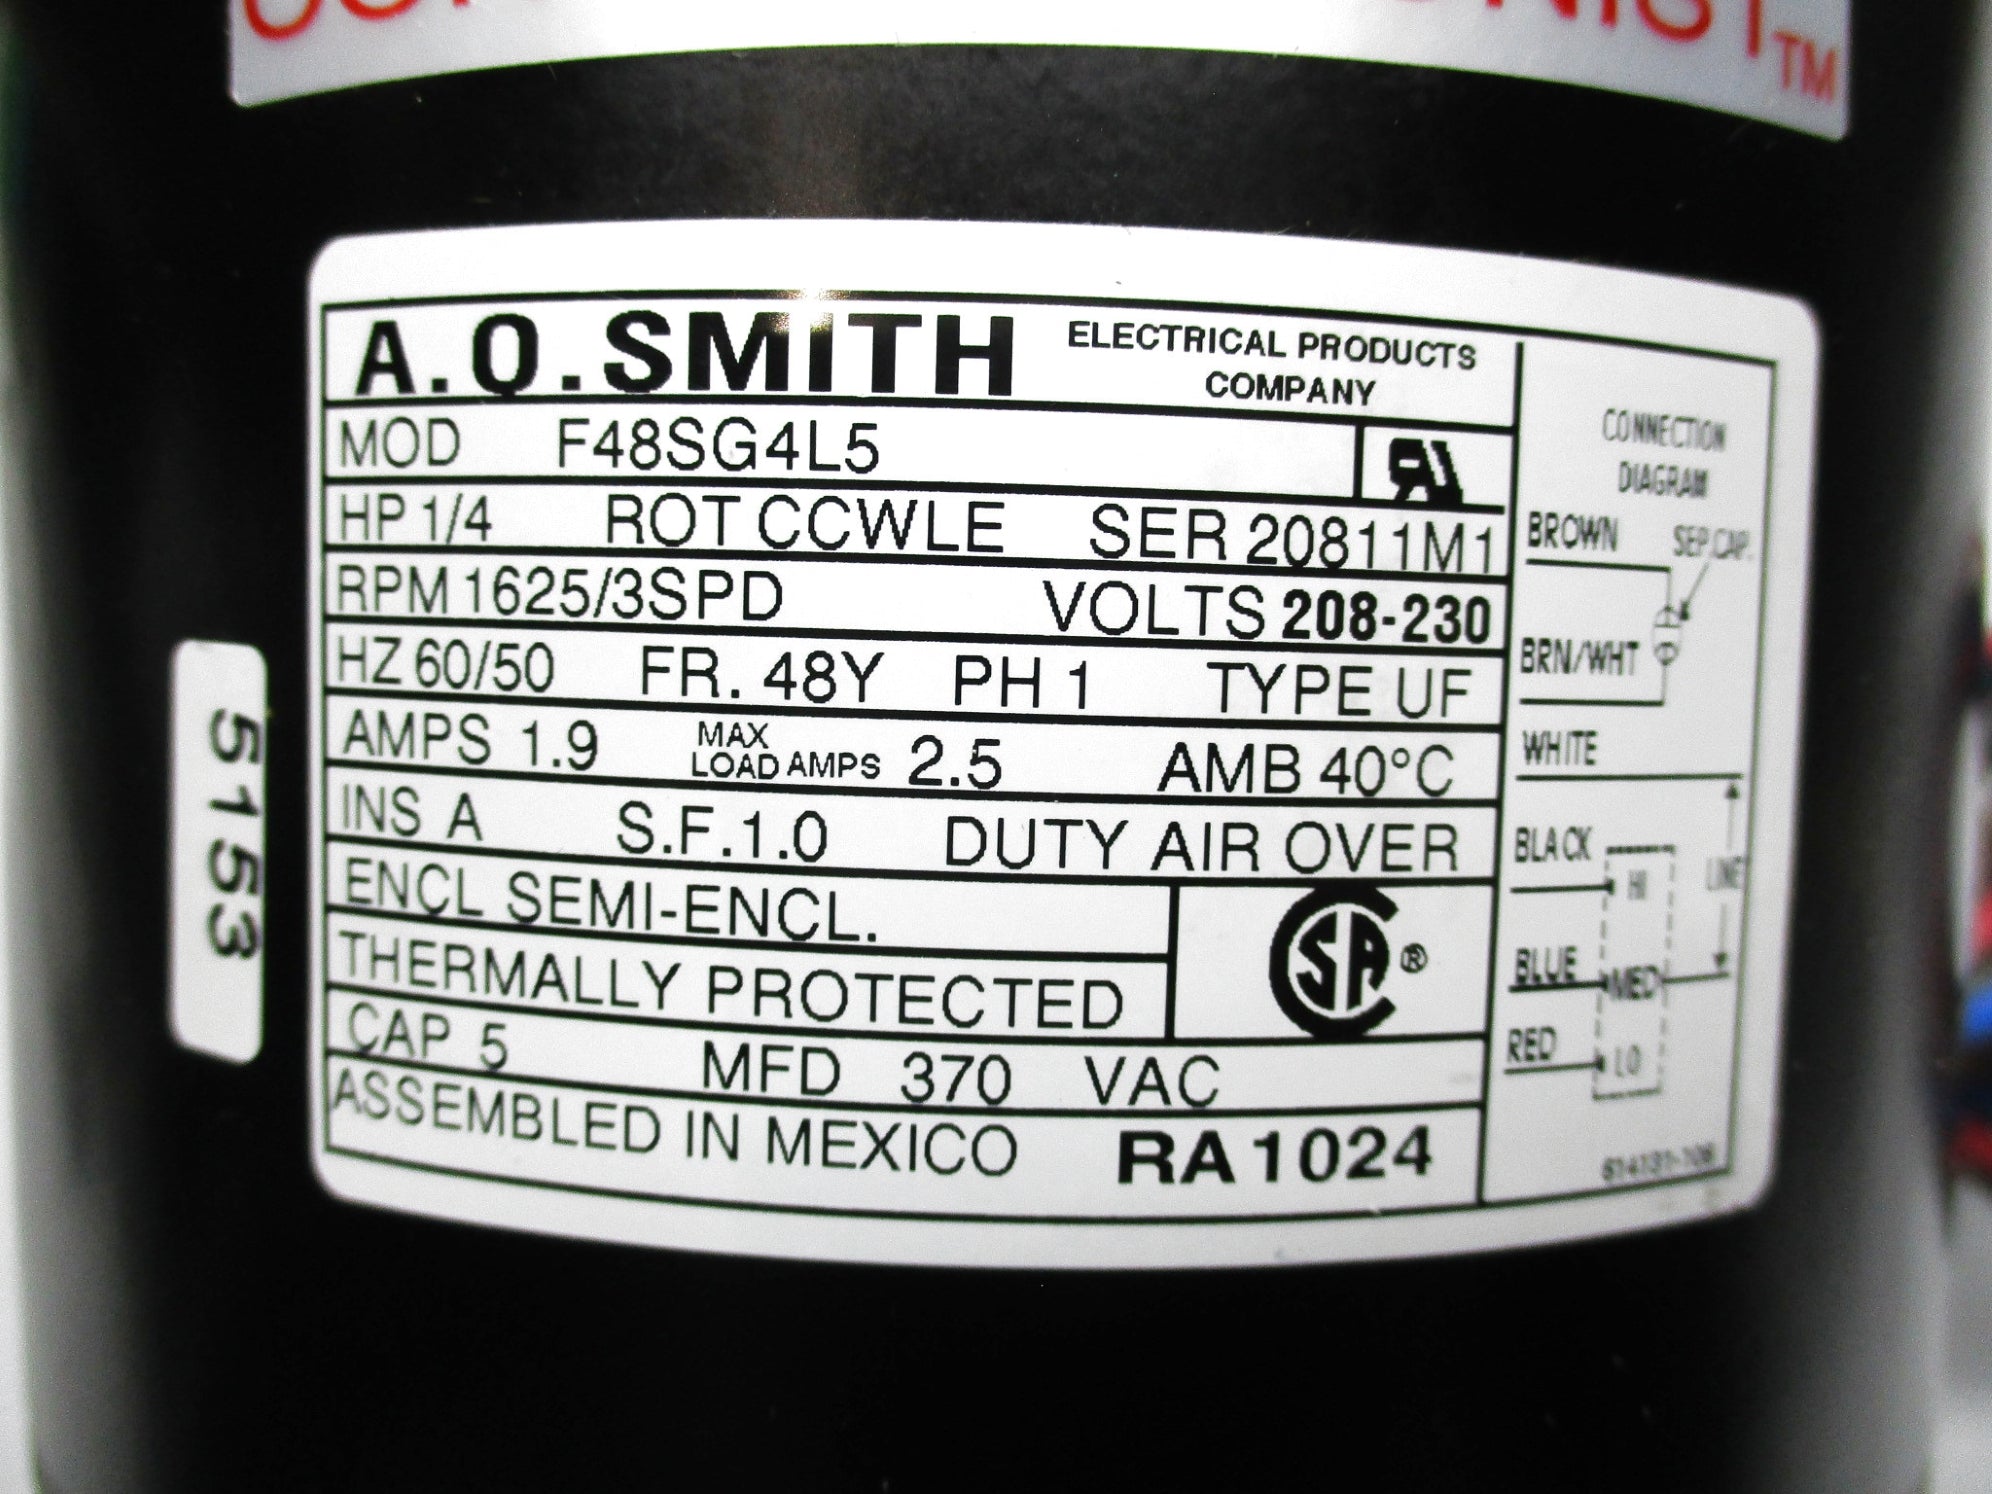 TM
A.O.SMITH ELECTRICAL PRODUCTS
COMPANY
MOD F48SG4L5
HP 1/4 ROT CCWLE SER 20811M1
RPM 1625/3SPD VOLTS 208-230
HZ 60/50 FR. 48Y PH 1 TYPE UF
AMPS 1.9 MAX LOAD AMPS 2.5 AMB 40°C
INS A S.F.1.0 DUTY AIR OVER
ENCL SEMI-ENCL.
THERMALLY PROTECTED
SA ®
CAP 5 MFD 370 VAC
ASSEMBLED IN MEXICO RA1024
CONNECTION
DIAGRAM
BROWN SEP.CAP.
BRN/WHT
WHITE
BLACK HI LINE
BLUE MED
RED LO
5153